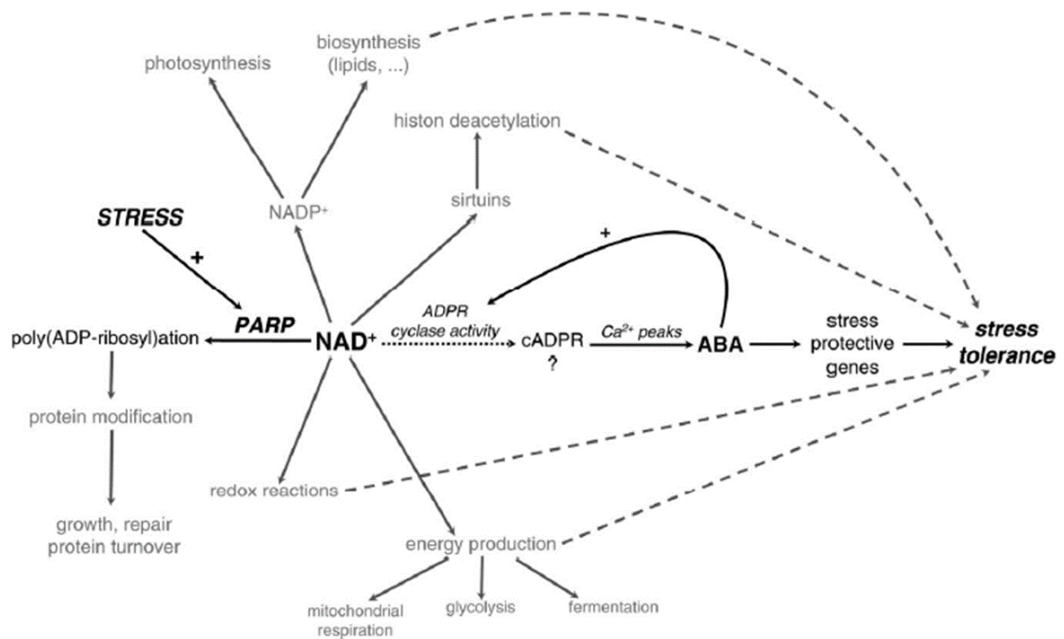 biosynthesis
(lipids, ...)
photosynthesis
histon deacetylation
sirtuins
NADP⁺
STRESS
+
+
PARP
ADPR
cyclase activity
poly(ADP-ribosyl)ation
NAD⁺
cADPR
?
Ca²⁺ peaks
ABA
stress
protective
genes
stress
tolerance
protein modification
redox reactions
growth, repair
protein turnover
energy production
mitochondrial
respiration
glycolysis
fermentation